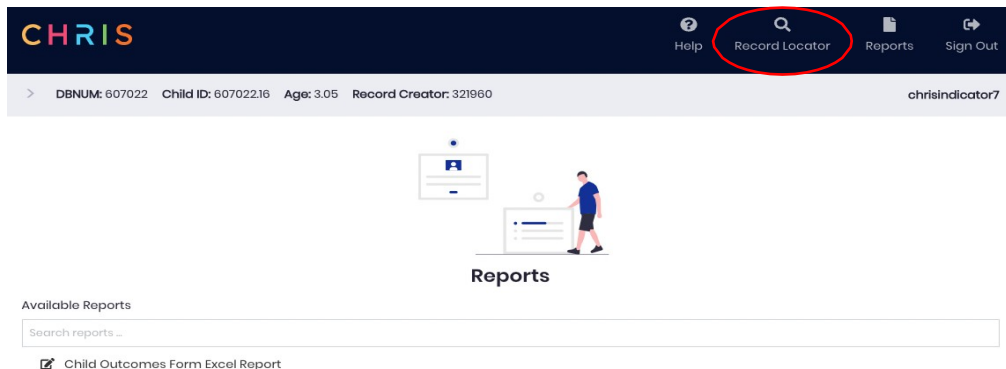 CHRIS
Help Record Locator Reports Sign Out
DBNUM: 607022 Child ID: 607022.16 Age: 3.05 Record Creator: 321960 chrisindicator7
Reports
Available Reports
Search reports ...
Child Outcomes Form Excel Report